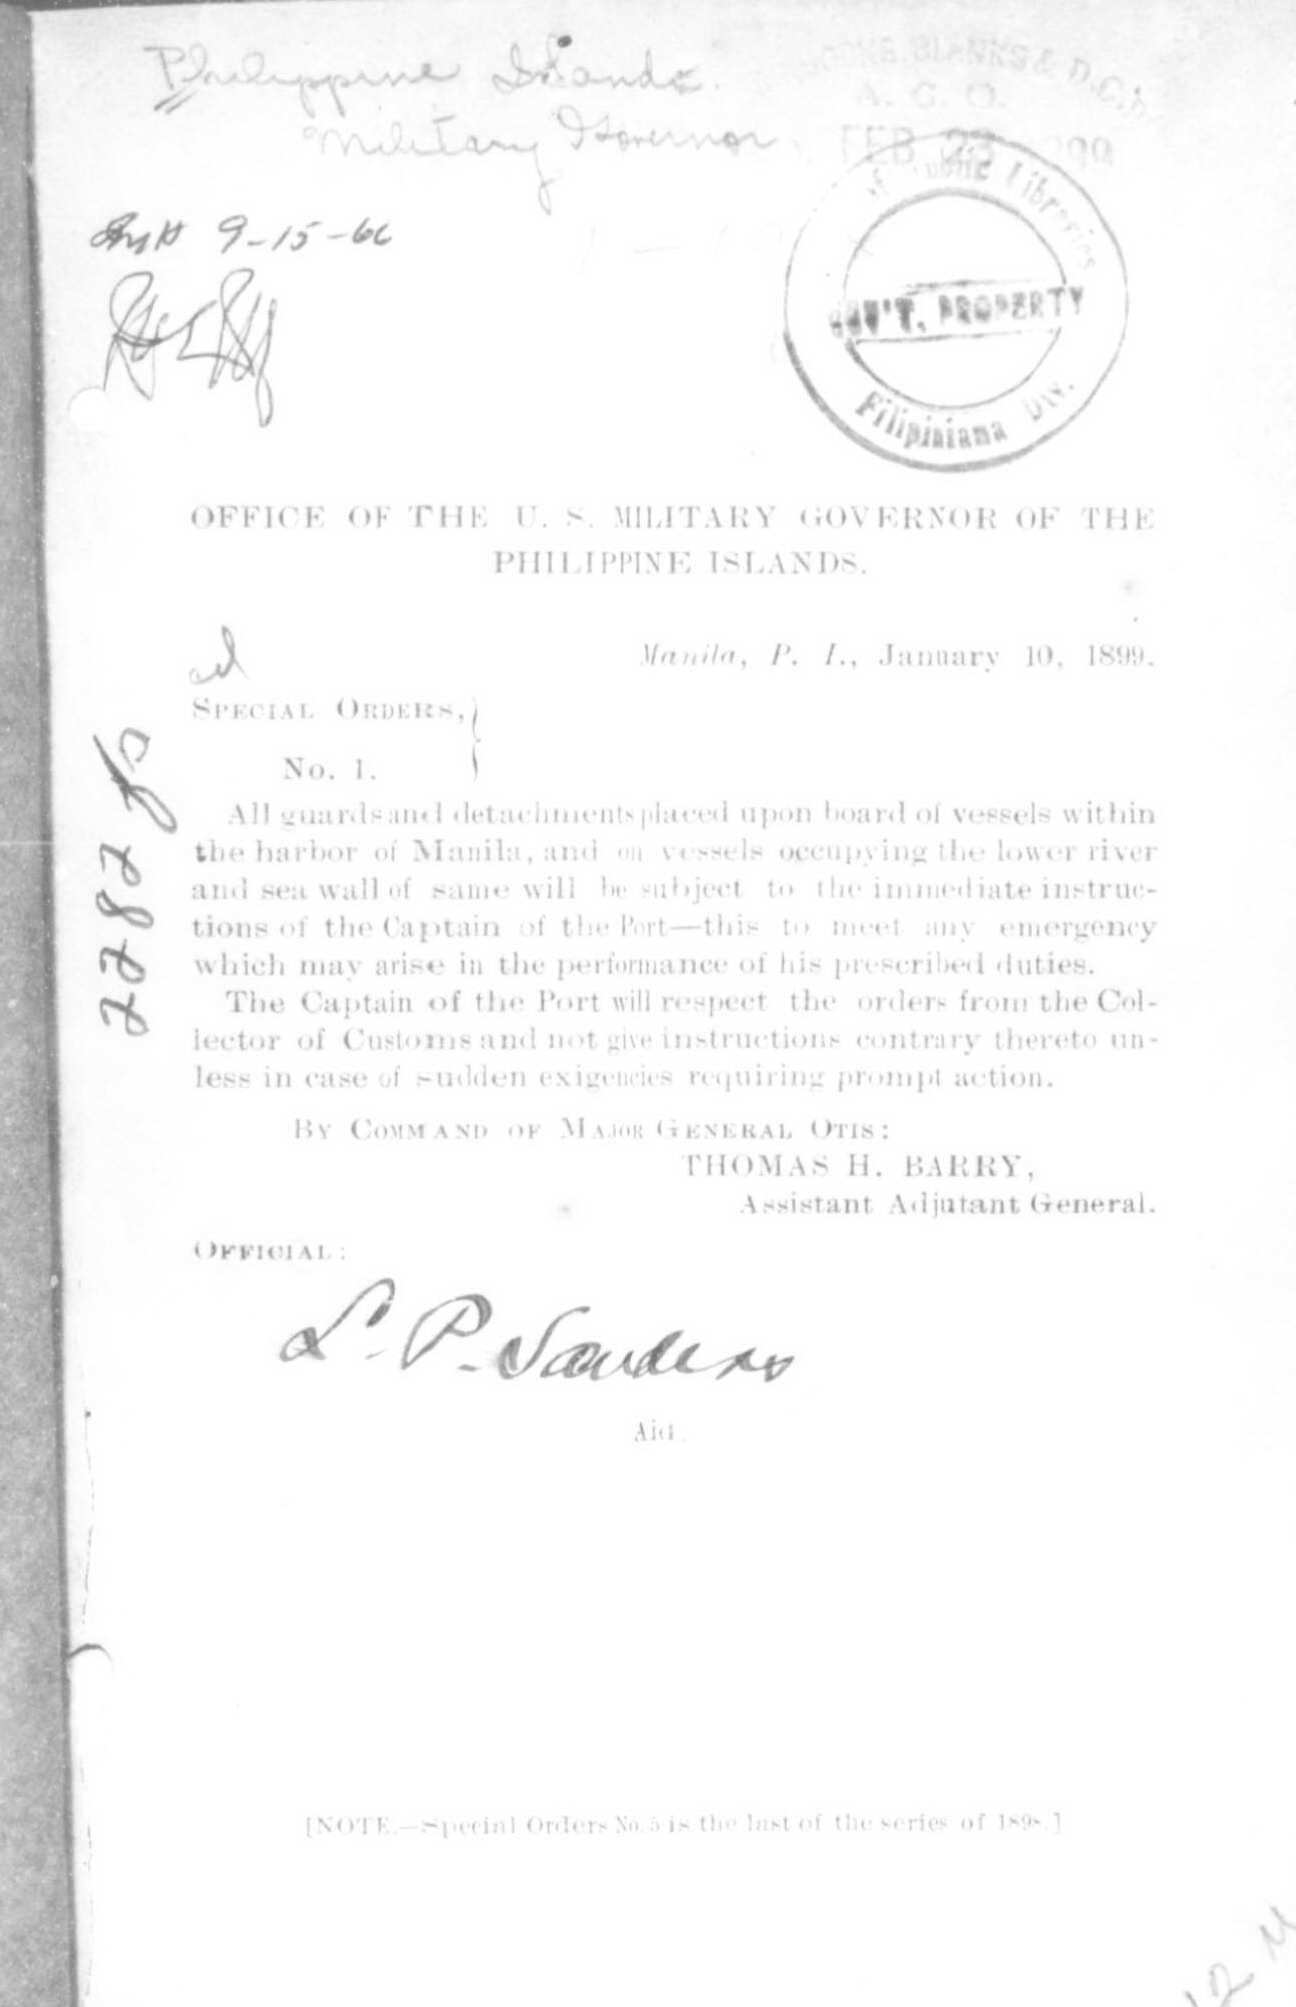 Philippine Islands.
Military Governor
A. G. O.
FEB 23 1899
Public Libraries
GOV'T. PROPERTY
Filipiniana Div.
9-15-66
OFFICE OF THE U. S. MILITARY GOVERNOR OF THE
PHILIPPINE ISLANDS.
Manila, P. I., January 10, 1899.
SPECIAL ORDERS,
No. 1.
2282
All guards and detachments placed upon board of vessels within
the harbor of Manila, and on vessels occupying the lower river
and sea wall of same will be subject to the immediate instruc-
tions of the Captain of the Port—this to meet any emergency
which may arise in the performance of his prescribed duties.
The Captain of the Port will respect the orders from the Col-
lector of Customs and not give instructions contrary thereto un-
less in case of sudden exigencies requiring prompt action.
BY COMMAND OF MAJOR GENERAL OTIS:
THOMAS H. BARRY,
Assistant Adjutant General.
OFFICIAL:
L. P. Sanders
Aid.
[NOTE.—Special Orders No. 5 is the last of the series of 1898.]